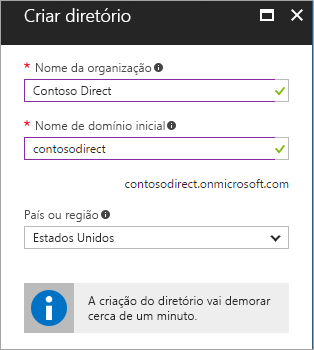 Criar diretório
* Nome da organização
Contoso Direct
* Nome de domínio inicial
contosodirect
contosodirect.onmicrosoft.com
País ou região
Estados Unidos
A criação do diretório vai demorar
cerca de um minuto.